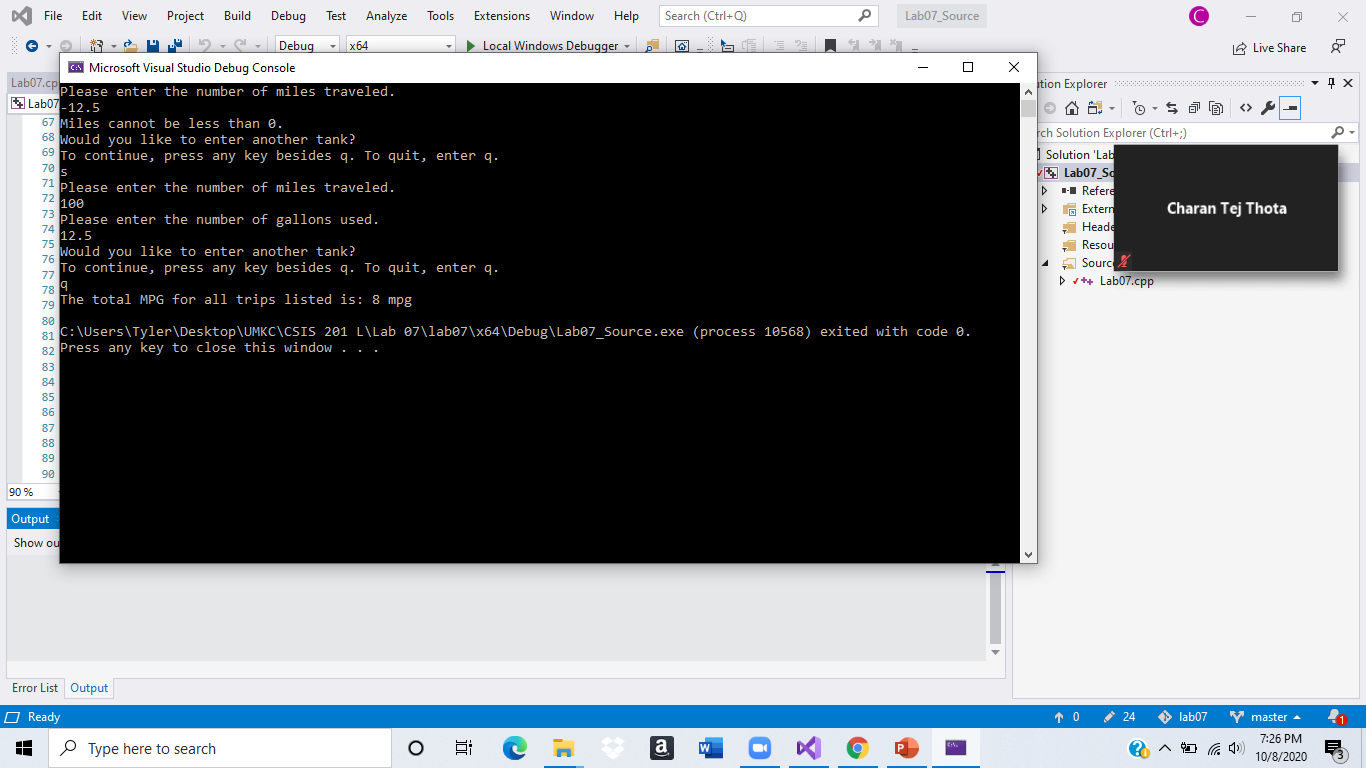 File Edit View Project Build Debug Test Analyze Tools Extensions Window Help Search (Ctrl+Q) Lab07_Source C
Debug x64 Local Windows Debugger Live Share
Microsoft Visual Studio Debug Console
Lab07.cp
Lab07
ution Explorer
rch Solution Explorer (Ctrl+;)
Solution 'Lab
Lab07_So
Refere
Extern
Heade
Resou
Sourc
Lab07.cpp
Charan Tej Thota
Please enter the number of miles traveled.
-12.5
Miles cannot be less than 0.
Would you like to enter another tank?
To continue, press any key besides q. To quit, enter q.
s
Please enter the number of miles traveled.
100
Please enter the number of gallons used.
12.5
Would you like to enter another tank?
To continue, press any key besides q. To quit, enter q.
q
The total MPG for all trips listed is: 8 mpg
C:\Users\Tyler\Desktop\UMKC\CSIS 201 L\Lab 07\lab07\x64\Debug\Lab07_Source.exe (process 10568) exited with code 0.
Press any key to close this window . . .
67
68
69
70
71
72
73
74
75
76
77
78
79
80
81
82
83
84
85
86
87
88
89
90
90 %
Output
Show ou
Error List Output
Ready 0 24 lab07 master 1
Type here to search
7:26 PM
10/8/2020
3